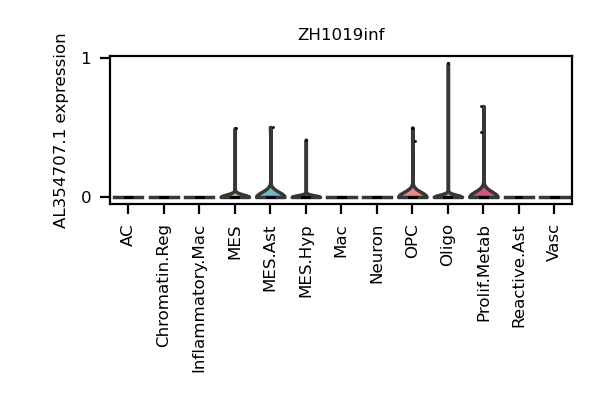 ZH1019inf
AL354707.1 expression
1
0
AC
Chromatin.Reg
Inflammatory.Mac
MES
MES.Ast
MES.Hyp
Mac
Neuron
OPC
Oligo
Prolif.Metab
Reactive.Ast
Vasc